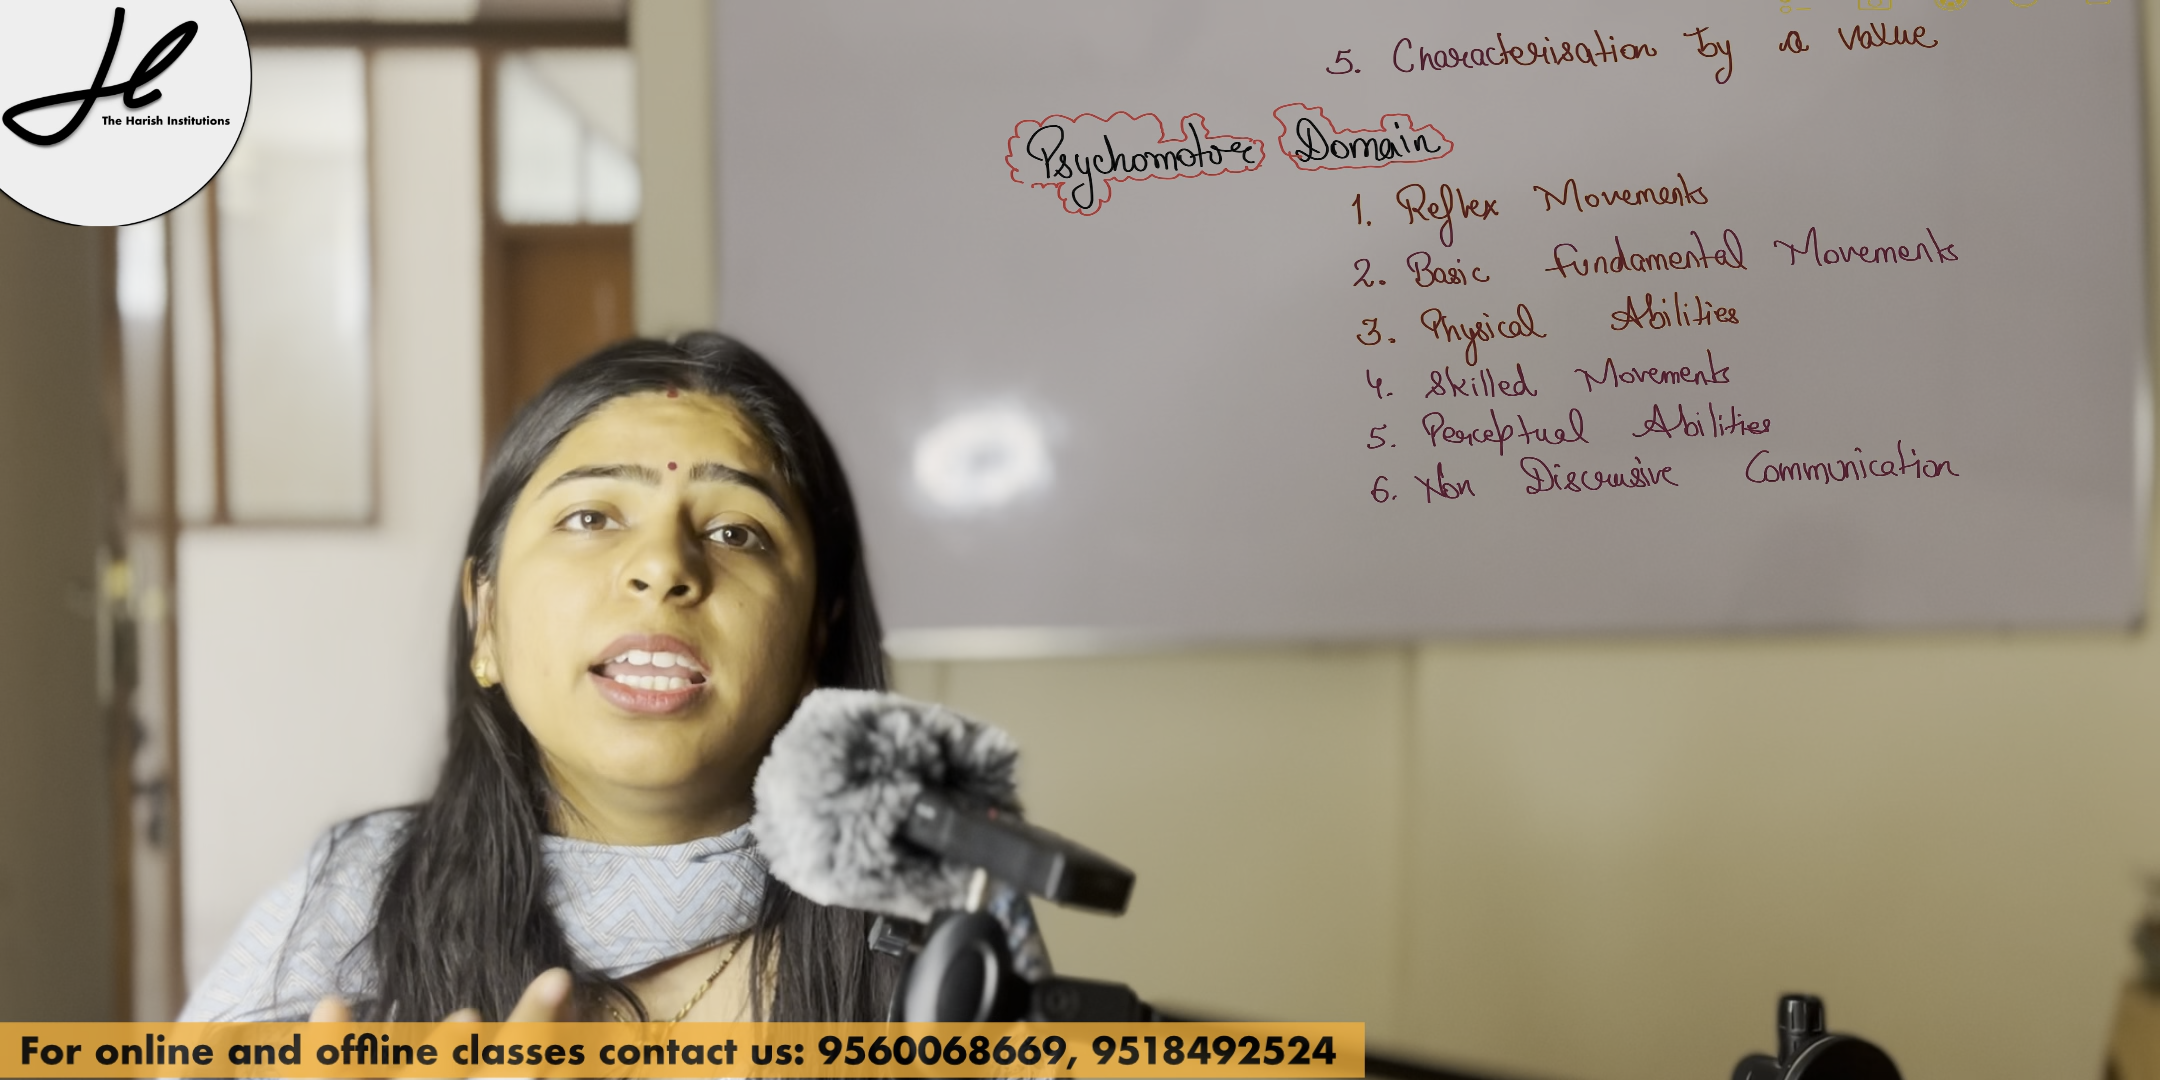 The Harish Institutions
5. Characterisation by a value
Psychomotor Domain
1. Reflex Movements
2. Basic fundamental Movements
3. Physical Abilities
4. Skilled Movements
5. Perceptual Abilities
6. Non Discursive Communication
For online and offline classes contact us: 9560068669, 9518492524